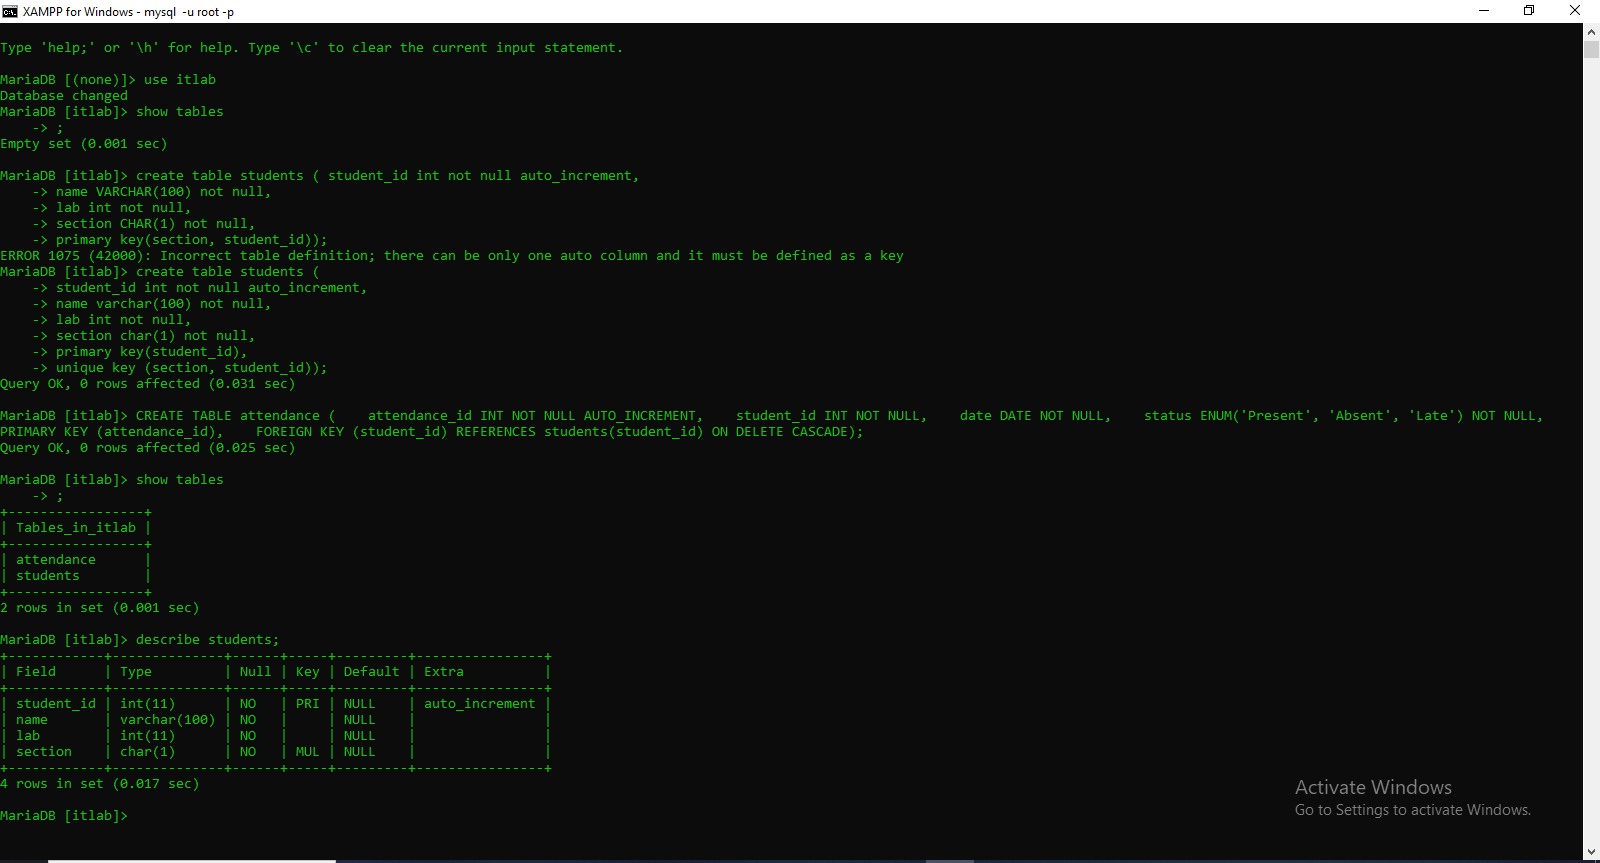 XAMPP for Windows - mysql  -u root -p
Type 'help;' or '\h' for help. Type '\c' to clear the current input statement.
MariaDB [(none)]> use itlab
Database changed
MariaDB [itlab]> show tables
    -> ;
Empty set (0.001 sec)
MariaDB [itlab]> create table students ( student_id int not null auto_increment,
    -> name VARCHAR(100) not null,
    -> lab int not null,
    -> section CHAR(1) not null,
    -> primary key(section, student_id));
ERROR 1075 (42000): Incorrect table definition; there can be only one auto column and it must be defined as a key
MariaDB [itlab]> create table students (
    -> student_id int not null auto_increment,
    -> name varchar(100) not null,
    -> lab int not null,
    -> section char(1) not null,
    -> primary key(student_id),
    -> unique key (section, student_id));
Query OK, 0 rows affected (0.031 sec)
MariaDB [itlab]> CREATE TABLE attendance (    attendance_id INT NOT NULL AUTO_INCREMENT,    student_id INT NOT NULL,    date DATE NOT NULL,    status ENUM('Present', 'Absent', 'Late') NOT NULL,
PRIMARY KEY (attendance_id),    FOREIGN KEY (student_id) REFERENCES students(student_id) ON DELETE CASCADE);
Query OK, 0 rows affected (0.025 sec)
MariaDB [itlab]> show tables
    -> ;
+-----------------+
| Tables_in_itlab |
+-----------------+
| attendance      |
| students        |
+-----------------+
2 rows in set (0.001 sec)
MariaDB [itlab]> describe students;
+------------+--------------+------+-----+---------+----------------+
| Field      | Type         | Null | Key | Default | Extra          |
+------------+--------------+------+-----+---------+----------------+
| student_id | int(11)      | NO   | PRI | NULL    | auto_increment |
| name       | varchar(100) | NO   |     | NULL    |                |
| lab        | int(11)      | NO   |     | NULL    |                |
| section    | char(1)      | NO   | MUL | NULL    |                |
+------------+--------------+------+-----+---------+----------------+
4 rows in set (0.017 sec)
MariaDB [itlab]>
Activate Windows
Go to Settings to activate Windows.